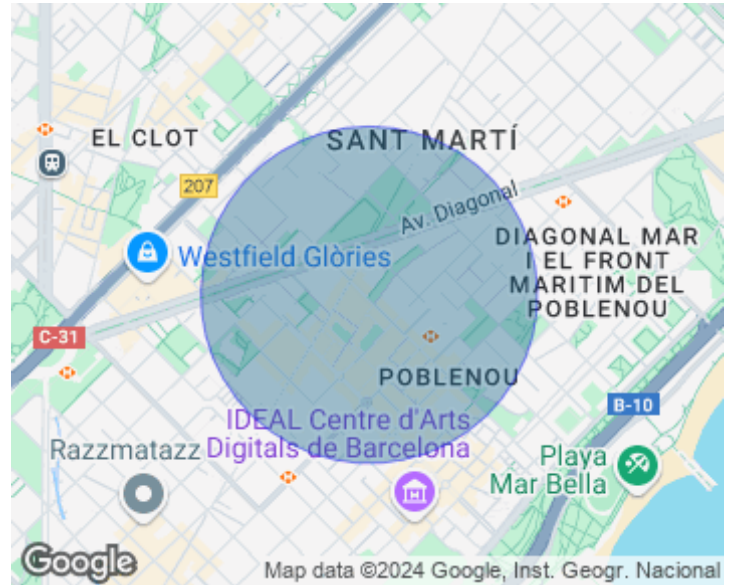 EL CLOT
SANT MARTÍ
207
Av. Diagonal
Westfield Glòries
DIAGONAL MAR
I EL FRONT
MARITIM DEL
POBLENOU
C-31
POBLENOU
B-10
IDEAL Centre d'Arts
Digitals de Barcelona
Razzmatazz
Playa
Mar Bella
Google
Map data ©2024 Google, Inst. Geogr. Nacional